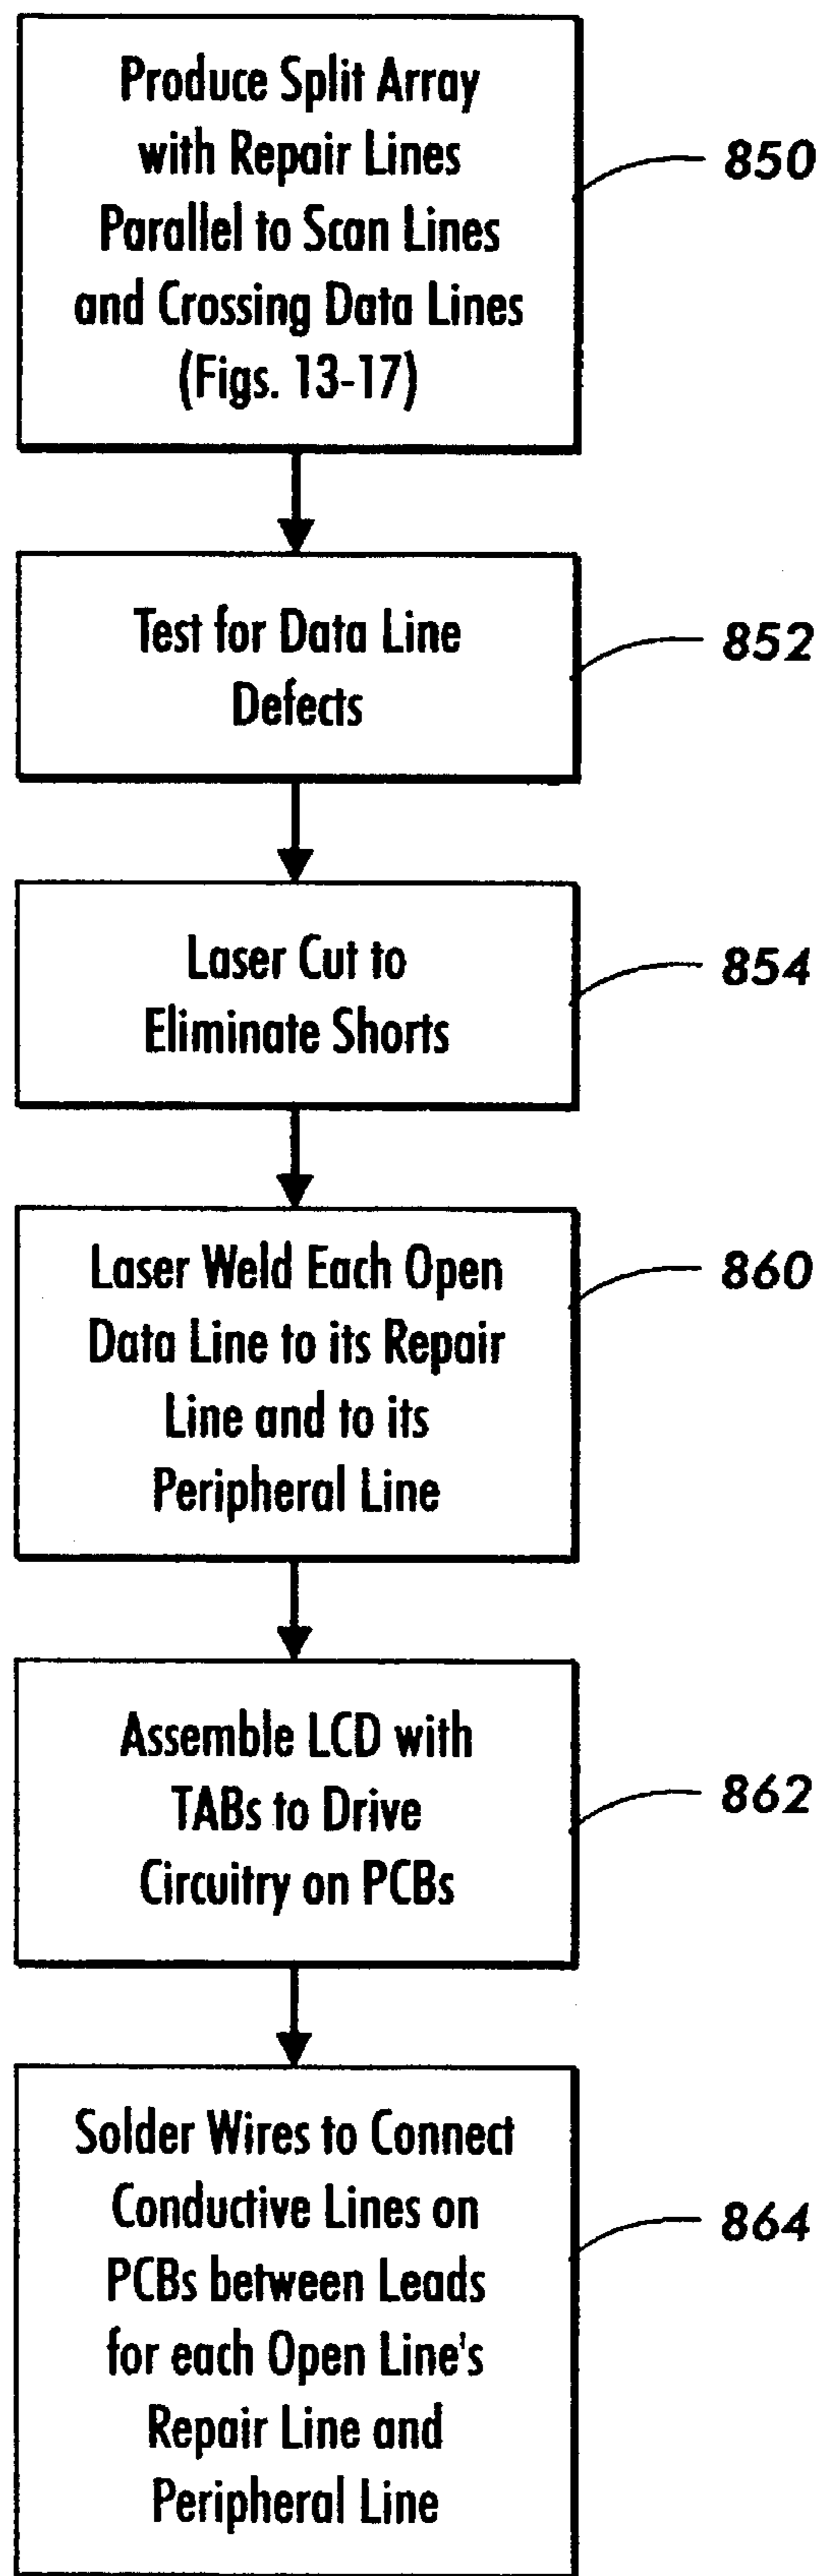 Produce Split Array
with Repair Lines
Parallel to Scan Lines
and Crossing Data Lines
(Figs. 13-17)
850
Test for Data Line
Defects
852
Laser Cut to
Eliminate Shorts
854
Laser Weld Each Open
Data Line to its Repair
Line and to its
Peripheral Line
860
Assemble LCD with
TABs to Drive
Circuitry on PCBs
862
Solder Wires to Connect
Conductive Lines on
PCBs between Leads
for each Open Line's
Repair Line and
Peripheral Line
864